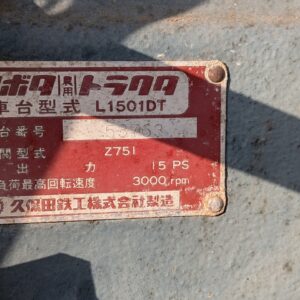 ボタ 農用 トラクタ
車台型式 L1501DT
台番号
関型式 Z751
出 力 15 PS
負荷最高回転速度 3000 rpm
久保田鉄工株式会社製造